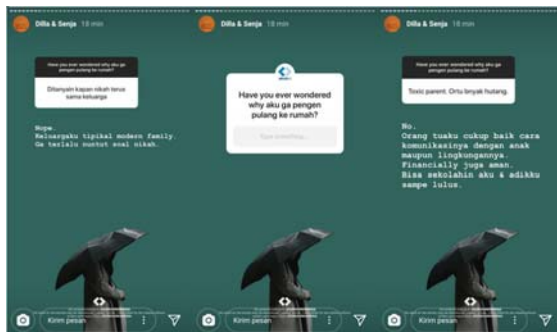 Dilla & Senja 18 min
Have you ever wondered why aku ga
pengen pulang ke rumah?
Ditanyain kapan nikah terus
sama keluarga
Nope.
Keluargaku tipikal modern family.
Ga terlalu nuntut soal nikah.
Kirim pesan
Dilla & Senja 18 min
Have you ever wondered
why aku ga pengen
pulang ke rumah?
Type something...
Kirim pesan
Dilla & Senja 18 min
Have you ever wondered why aku ga
pengen pulang ke rumah?
Toxic parent. Ortu bnyak hutang.
No.
Orang tuaku cukup baik cara
komunikasinya dengan anak
maupun lingkungannya.
Financially juga aman.
Bisa sekolahin aku & adikku
sampe lulus.
Kirim pesan